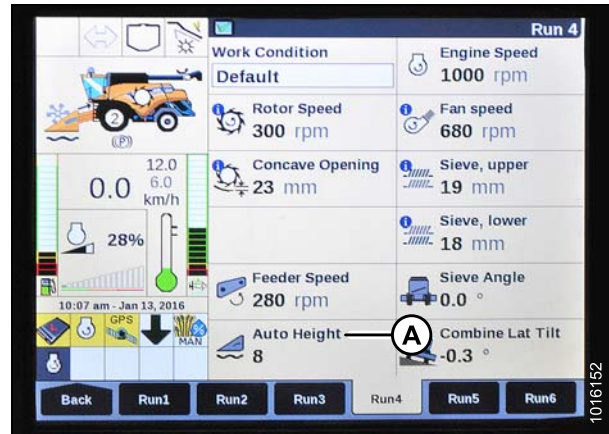 Run 4
Work Condition
Default
Engine Speed
1000 rpm
Rotor Speed
300 rpm
Fan speed
680 rpm
Concave Opening
23 mm
Sieve, upper
19 mm
Sieve, lower
18 mm
Feeder Speed
280 rpm
Sieve Angle
0.0 °
Auto Height
8
A
Combine Lat Tilt
-0.3 °
2
(P)
12.0
6.0
0.0 km/h
28%
10:07 am - Jan 13, 2016
GPS
MAN
Back Run1 Run2 Run3 Run4 Run5 Run6
1016152